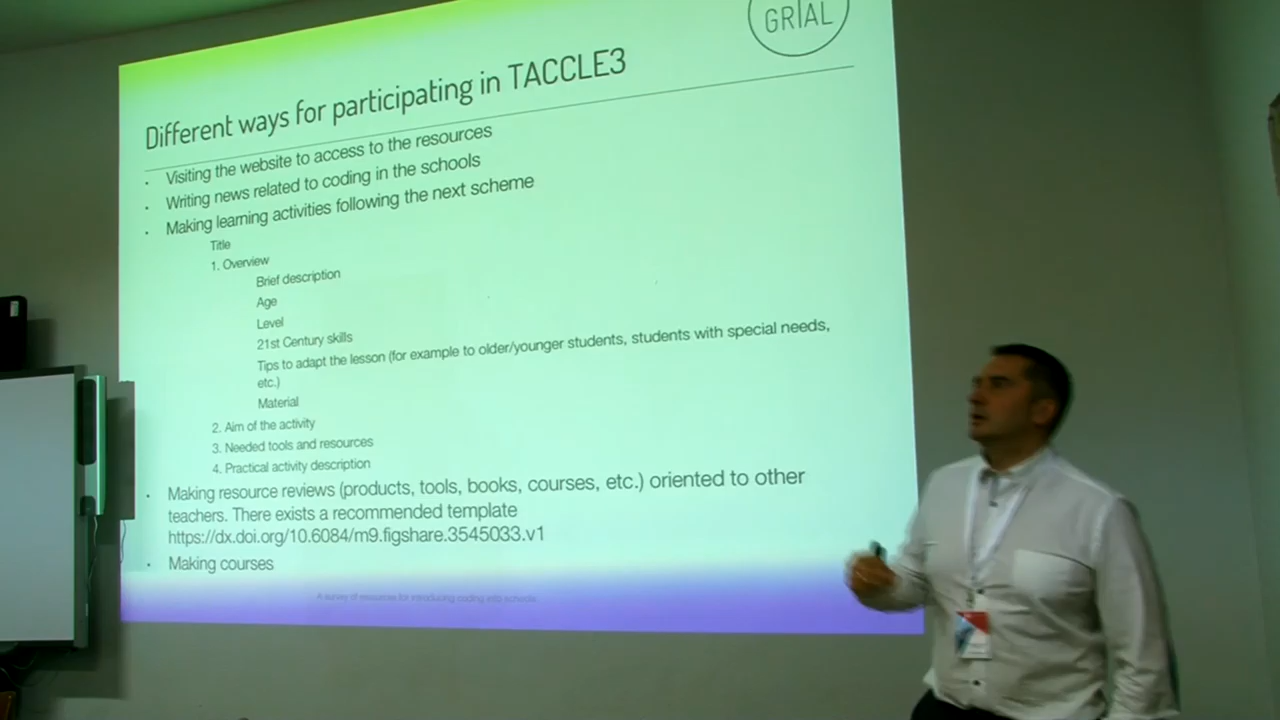 GRIAL
Different ways for participating in TACCLE3
• Visiting the website to access to the resources
• Writing news related to coding in the schools
• Making learning activities following the next scheme
Title
1. Overview
Brief description
Age
Level
21st Century skills
Tips to adapt the lesson (for example to older/younger students, students with special needs,
etc.)
Material
2. Aim of the activity
3. Needed tools and resources
4. Practical activity description
• Making resource reviews (products, tools, books, courses, etc.) oriented to other
teachers. There exists a recommended template
https://dx.doi.org/10.6084/m9.figshare.3545033.v1
• Making courses
A survey of resources for introducing coding into schools